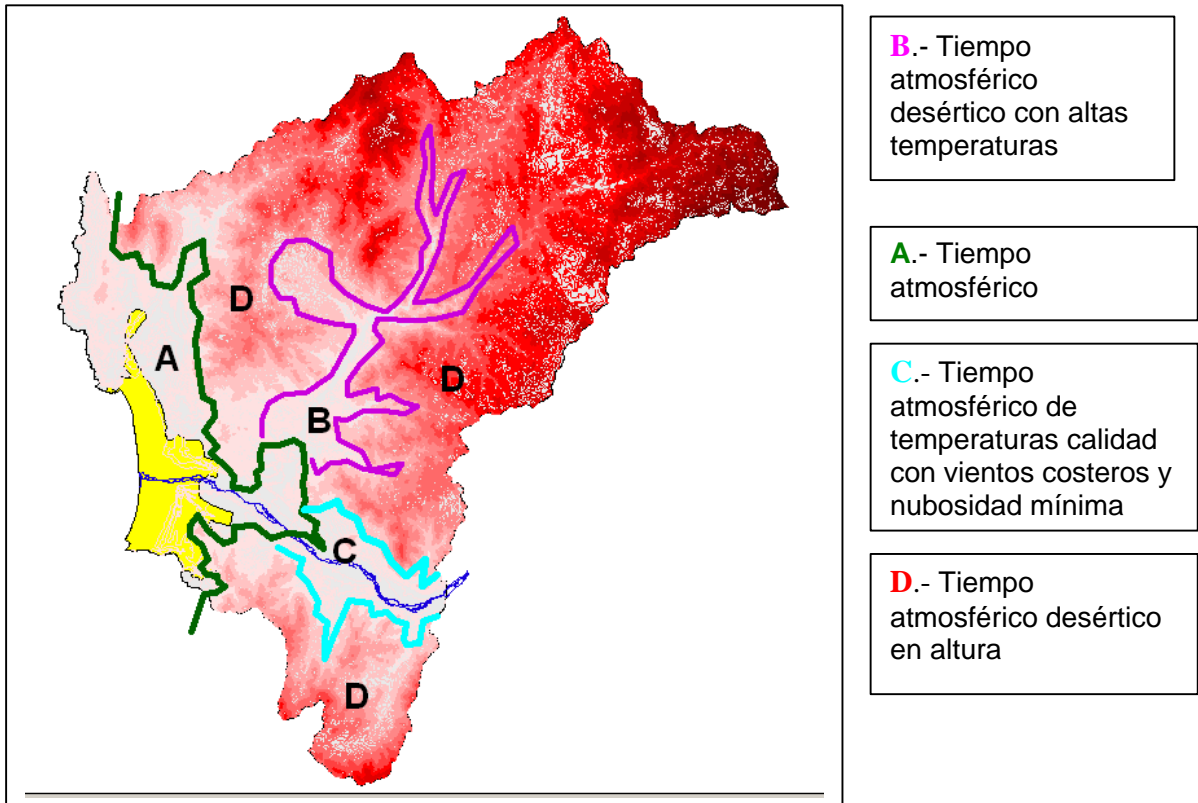 D
A
B
D
C
D
B.- Tiempo
atmosférico
desértico con altas
temperaturas
A.- Tiempo
atmosférico
C.- Tiempo
atmosférico de
temperaturas calidad
con vientos costeros y
nubosidad mínima
D.- Tiempo
atmosférico desértico
en altura